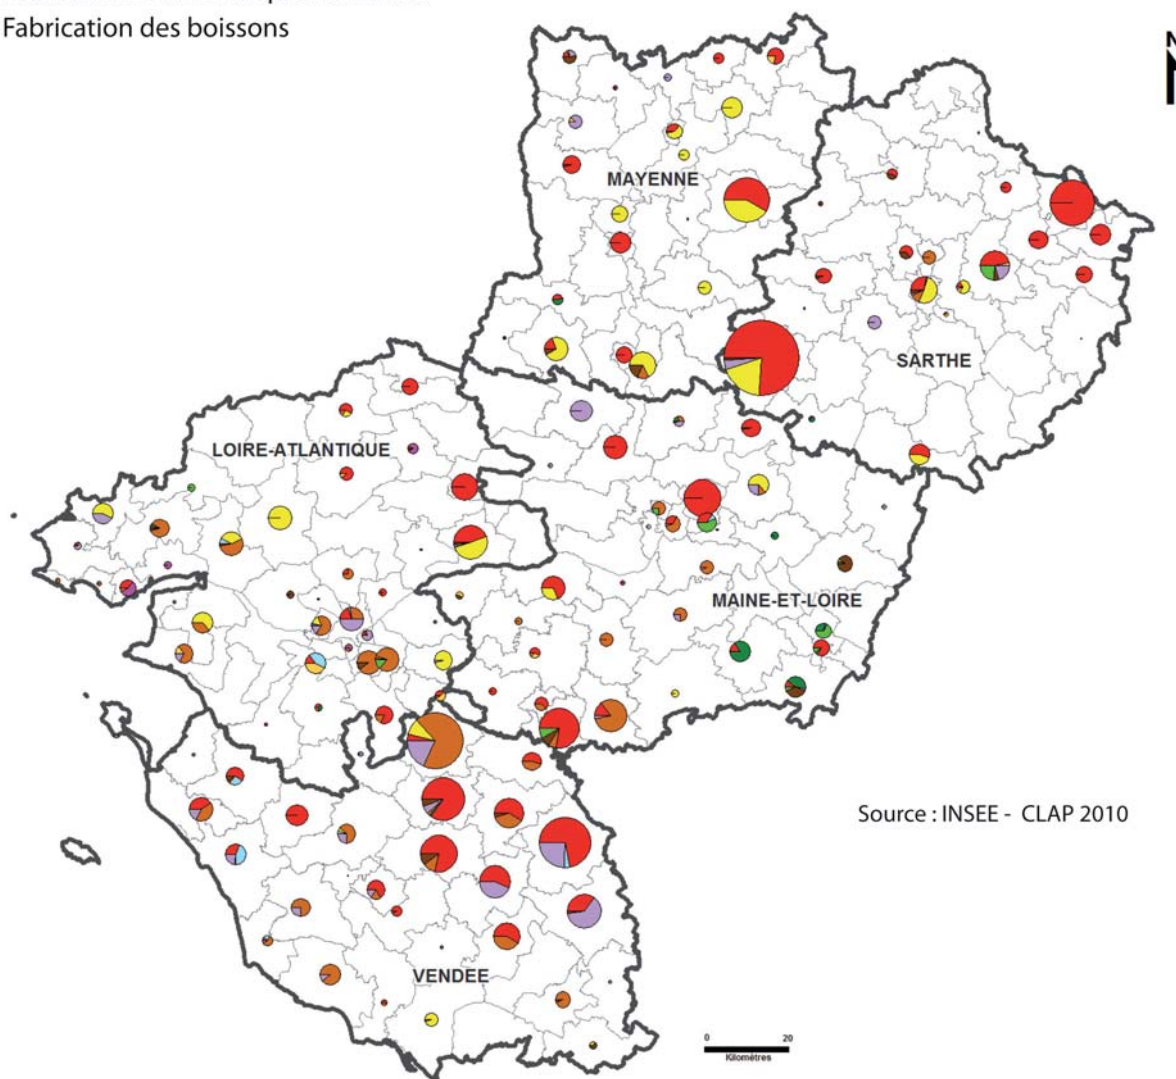 Fabrication des boissons
N
MAYENNE
SARTHE
LOIRE-ATLANTIQUE
MAINE-ET-LOIRE
Source : INSEE - CLAP 2010
VENDEE
0 20
Kilomètres